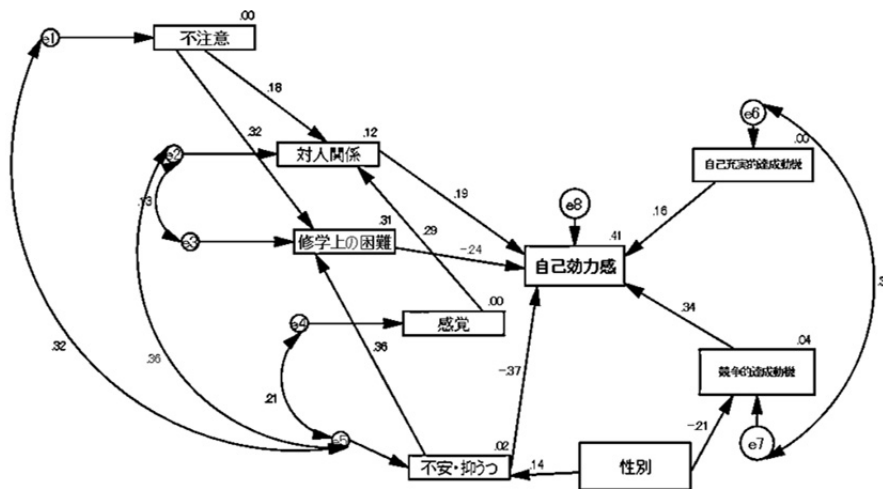 .00
e1
不注意
.18
.12
e6
.00
.32
e2
対人関係
自己充実的達成動機
.13
.19
e8
.31
.29
.16
e3
修学上の困難
-.24
.41
自己効力感
.00
e4
感覚
.34
.36
.04
.32
.36
-.37
競争的達成動機
.21
e5
.02
-.21
e7
不安・抑うつ
.14
性別